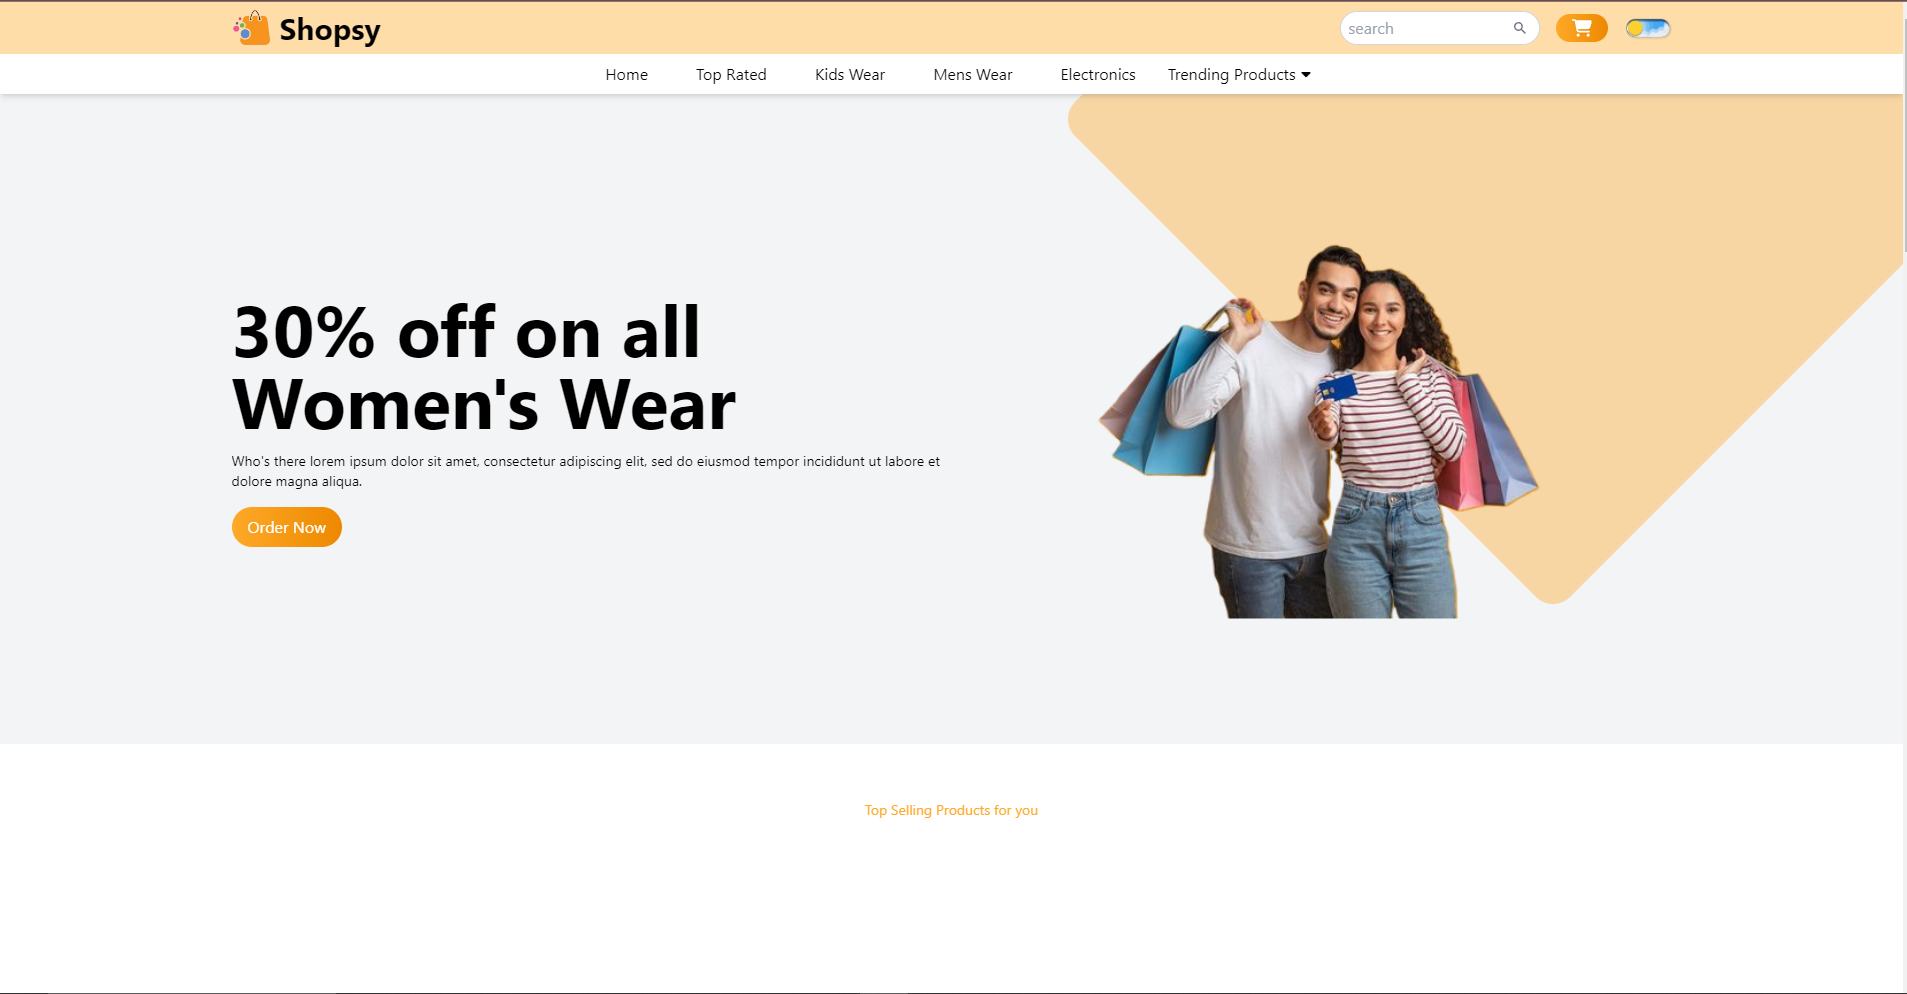 Shopsy
search
Home
Top Rated
Kids Wear
Mens Wear
Electronics
Trending Products
30% off on all
Women's Wear
Who's there lorem ipsum dolor sit amet, consectetur adipiscing elit, sed do eiusmod tempor incididunt ut labore et
dolore magna aliqua.
Order Now
Top Selling Products for you